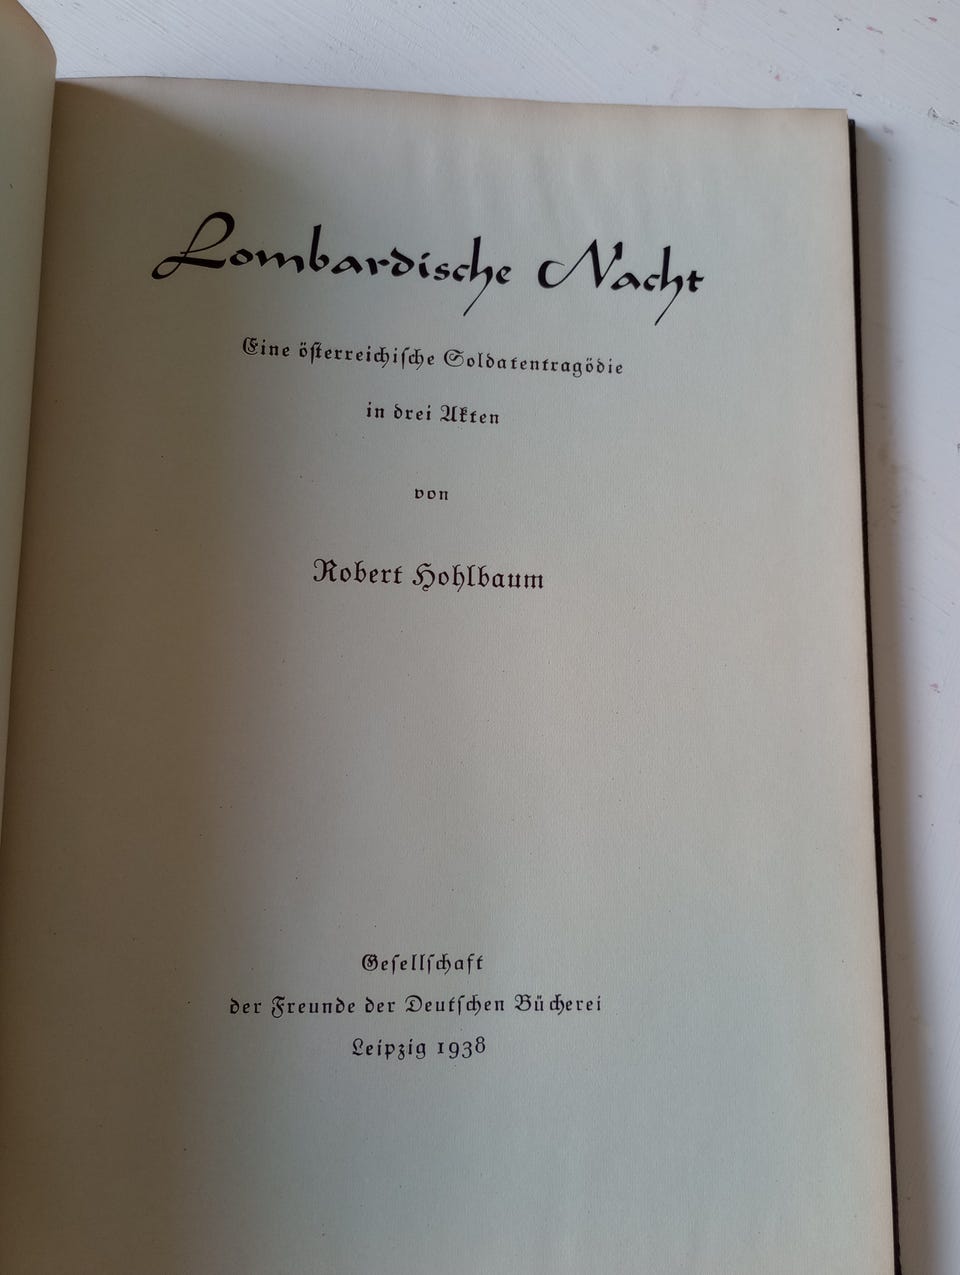 Lombardische Nacht
Eine österreichische Soldatentragödie
in drei Akten
von
Robert Hohlbaum
Gesellschaft
der Freunde der Deutschen Bücherei
Leipzig 1938